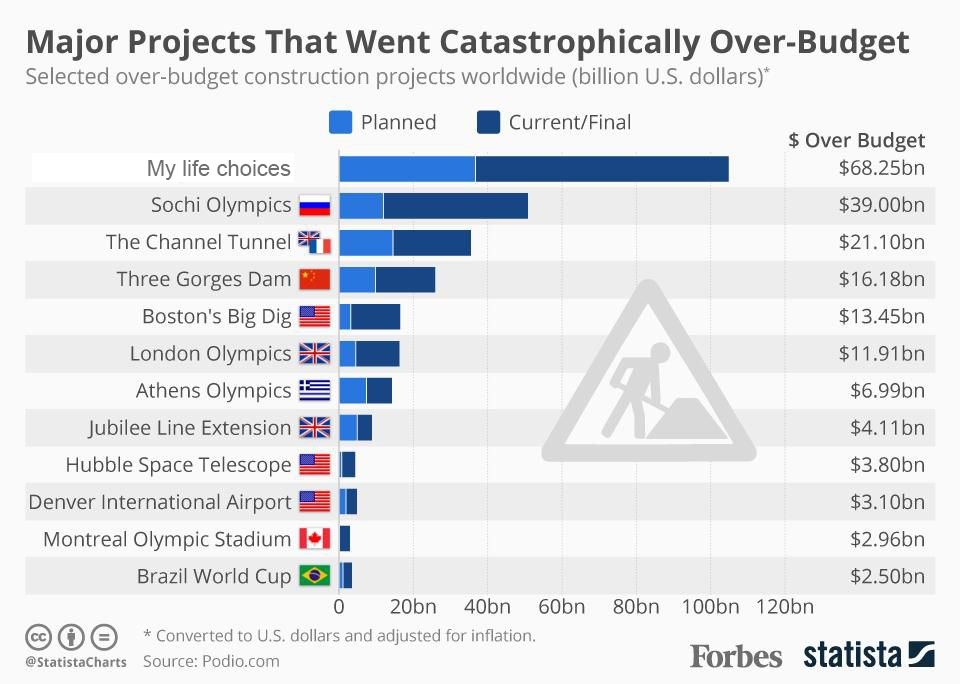 Major Projects That Went Catastrophically Over-Budget
Selected over-budget construction projects worldwide (billion U.S. dollars)*
Planned Current/Final
$ Over Budget
My life choices $68.25bn
Sochi Olympics $39.00bn
The Channel Tunnel $21.10bn
Three Gorges Dam $16.18bn
Boston's Big Dig $13.45bn
London Olympics $11.91bn
Athens Olympics $6.99bn
Jubilee Line Extension $4.11bn
Hubble Space Telescope $3.80bn
Denver International Airport $3.10bn
Montreal Olympic Stadium $2.96bn
Brazil World Cup $2.50bn
0 20bn 40bn 60bn 80bn 100bn 120bn
* Converted to U.S. dollars and adjusted for inflation.
@StatistaCharts Source: Podio.com
Forbes statista